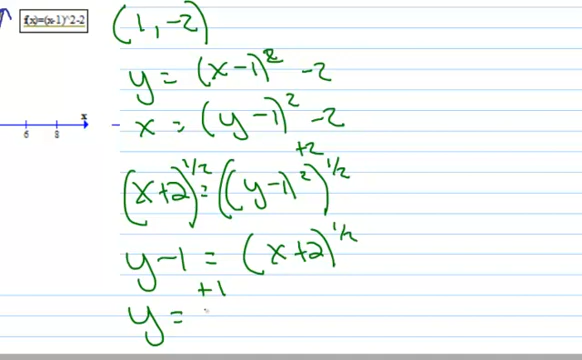 f(x)=(x-1)^2-2
(1, -2)
y = (x-1)² -2
x
6 8
x = (y-1)² -2
+2
(x+2)^1/2 = ((y-1)²)^1/2
y-1 = (x+2)^1/2
+1
y =